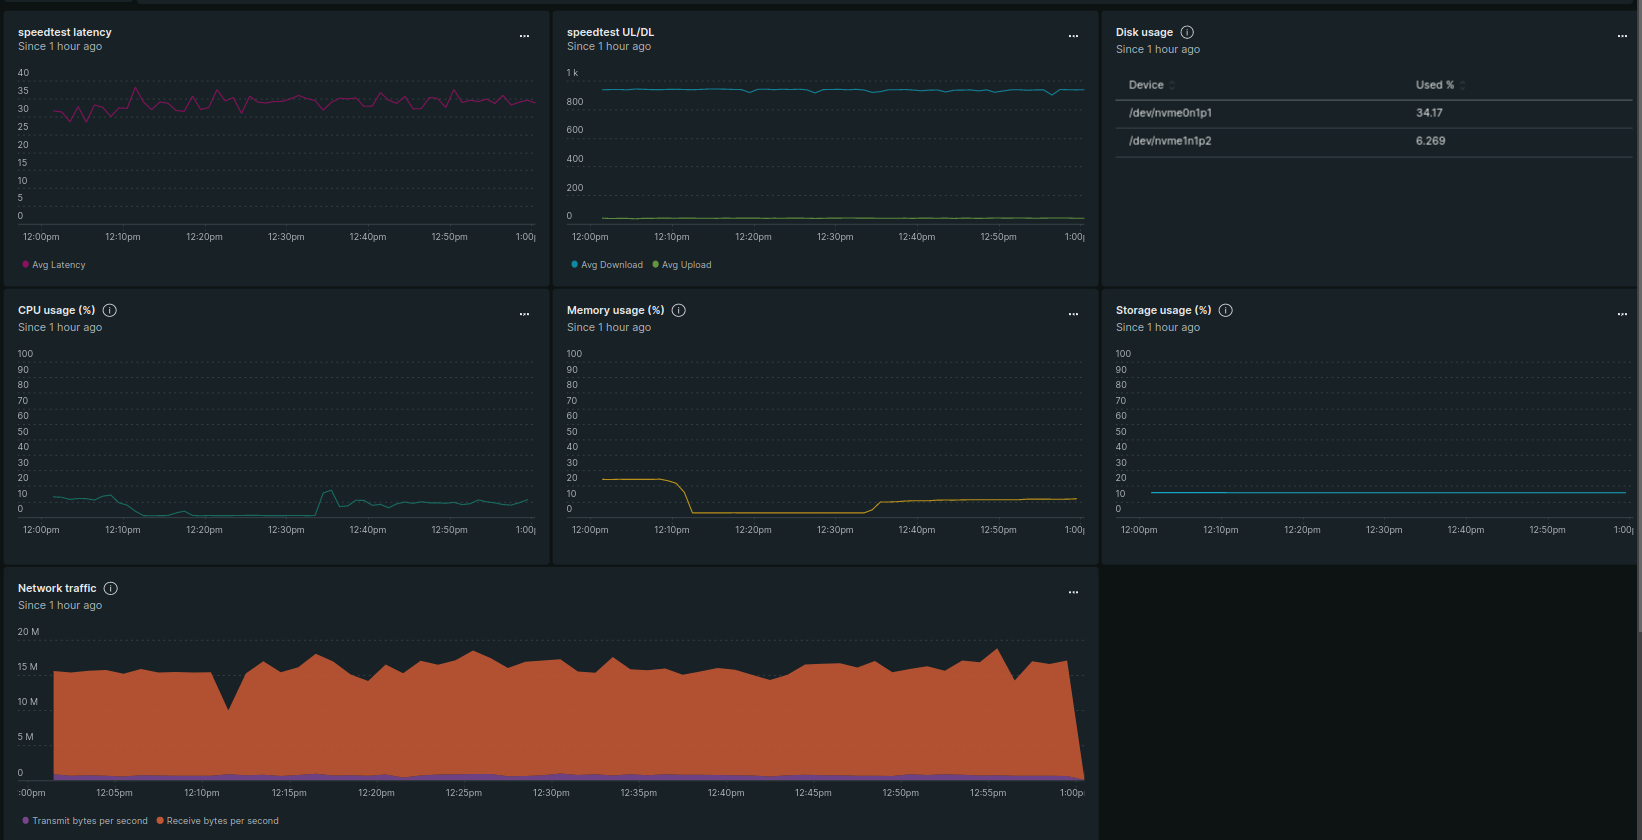 speedtest latency
Since 1 hour ago
...
40
35
30
25
20
15
10
5
0
12:00pm 12:10pm 12:20pm 12:30pm 12:40pm 12:50pm 1:00p
Avg Latency
speedtest UL/DL
Since 1 hour ago
...
1 k
800
600
400
200
0
12:00pm 12:10pm 12:20pm 12:30pm 12:40pm 12:50pm 1:00p
Avg Download Avg Upload
Disk usage i
Since 1 hour ago
...
Device Used %
/dev/nvme0n1p1 34.17
/dev/nvme1n1p2 6.269
CPU usage (%) i
Since 1 hour ago
...
100
90
80
70
60
50
40
30
20
10
0
12:00pm 12:10pm 12:20pm 12:30pm 12:40pm 12:50pm 1:00p
Memory usage (%) i
Since 1 hour ago
...
100
90
80
70
60
50
40
30
20
10
0
12:00pm 12:10pm 12:20pm 12:30pm 12:40pm 12:50pm 1:00p
Storage usage (%) i
Since 1 hour ago
...
100
90
80
70
60
50
40
30
20
10
0
12:00pm 12:10pm 12:20pm 12:30pm 12:40pm 12:50pm 1:00p
Network traffic i
Since 1 hour ago
...
20 M
15 M
10 M
5 M
0
:00pm 12:05pm 12:10pm 12:15pm 12:20pm 12:25pm 12:30pm 12:35pm 12:40pm 12:45pm 12:50pm 12:55pm 1:00p
Transmit bytes per second Receive bytes per second